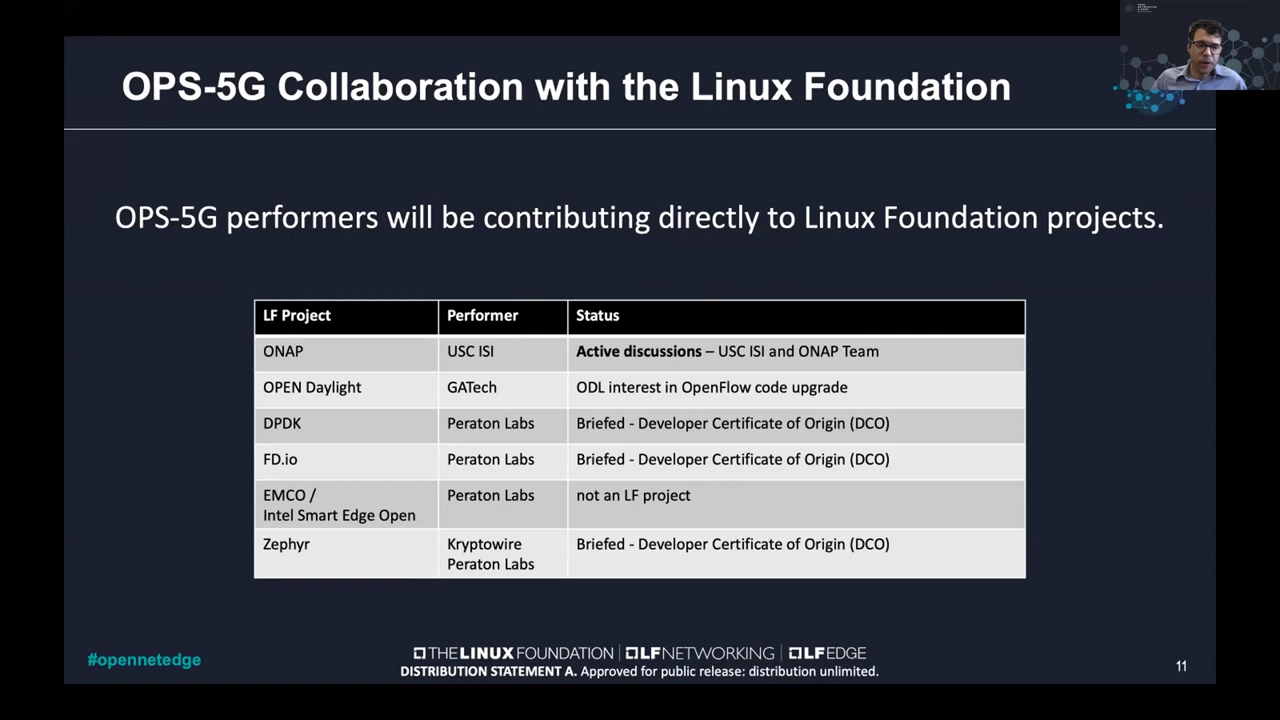 OPS-5G Collaboration with the Linux Foundation
OPS-5G performers will be contributing directly to Linux Foundation projects.
LF Project Performer Status
ONAP USC ISI Active discussions – USC ISI and ONAP Team
OPEN Daylight GATech ODL interest in OpenFlow code upgrade
DPDK Peraton Labs Briefed - Developer Certificate of Origin (DCO)
FD.io Peraton Labs Briefed - Developer Certificate of Origin (DCO)
EMCO / Peraton Labs not an LF project
Intel Smart Edge Open
Zephyr Kryptowire Briefed - Developer Certificate of Origin (DCO)
Peraton Labs
#opennetedge
THE LINUX FOUNDATION | LF NETWORKING | LF EDGE
DISTRIBUTION STATEMENT A. Approved for public release: distribution unlimited.
11